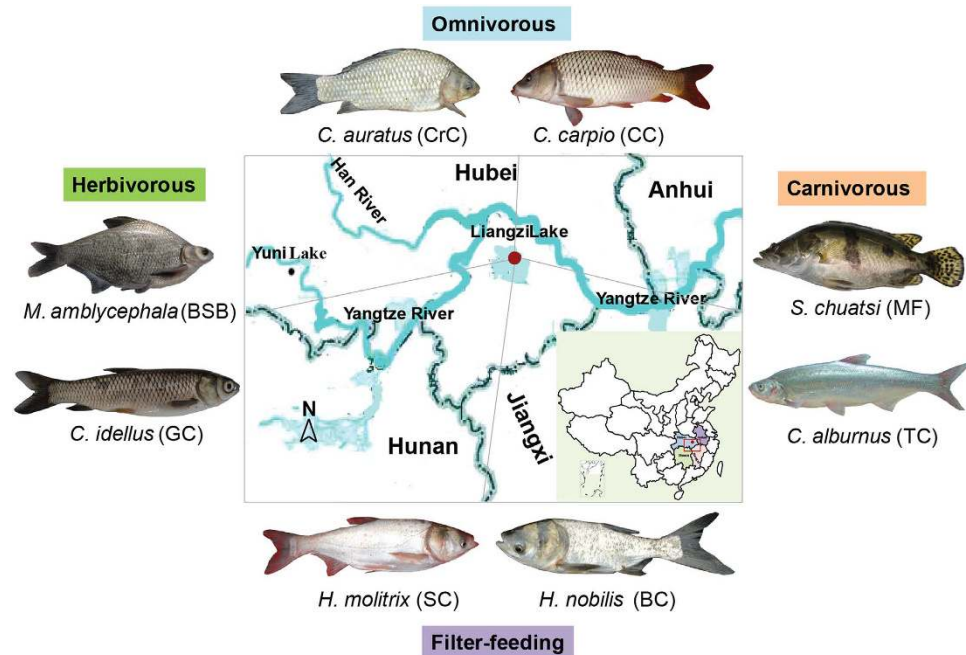 Omnivorous
C. auratus (CrC)
C. carpio (CC)
Herbivorous
M. amblycephala (BSB)
C. idellus (GC)
Han River
Hubei
Anhui
LiangziLake
Yuni Lake
Yangtze River
Yangtze River
N
Hunan
Jiangxi
Carnivorous
S. chuatsi (MF)
C. alburnus (TC)
H. molitrix (SC)
H. nobilis (BC)
Filter-feeding